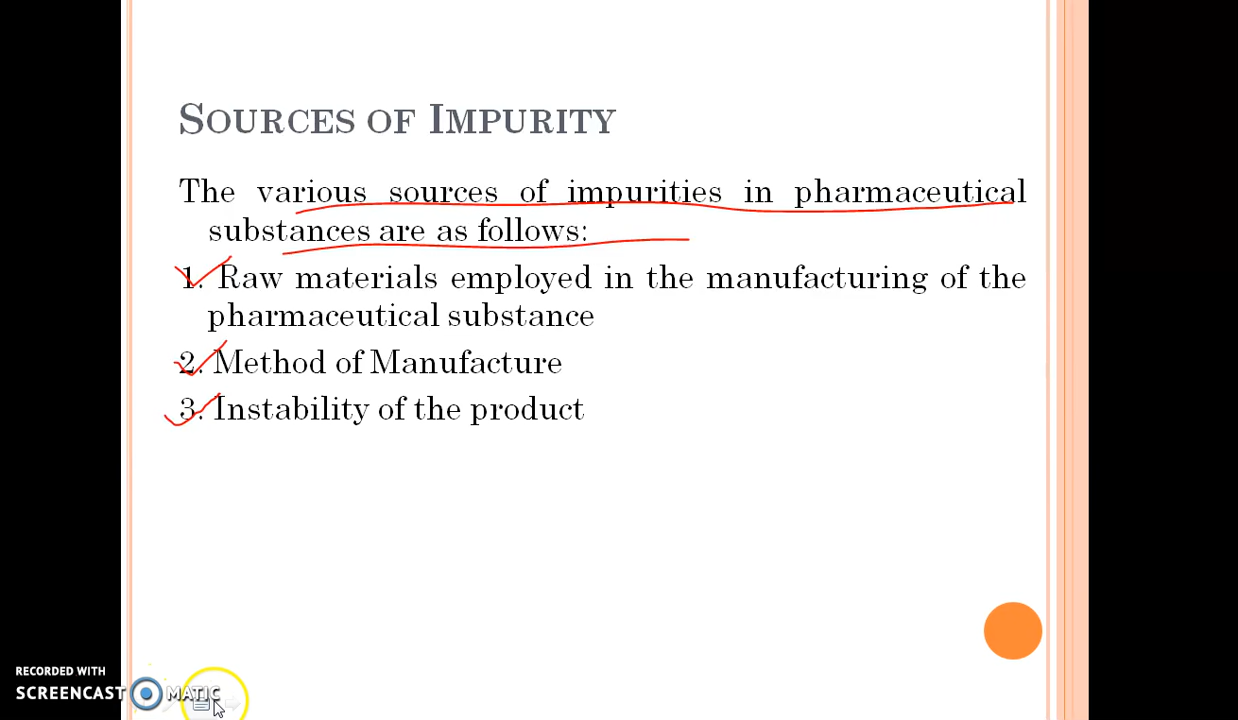 SOURCES OF IMPURITY
The various sources of impurities in pharmaceutical
substances are as follows:
1. Raw materials employed in the manufacturing of the
pharmaceutical substance
2. Method of Manufacture
3. Instability of the product
RECORDED WITH
SCREENCAST MATIC